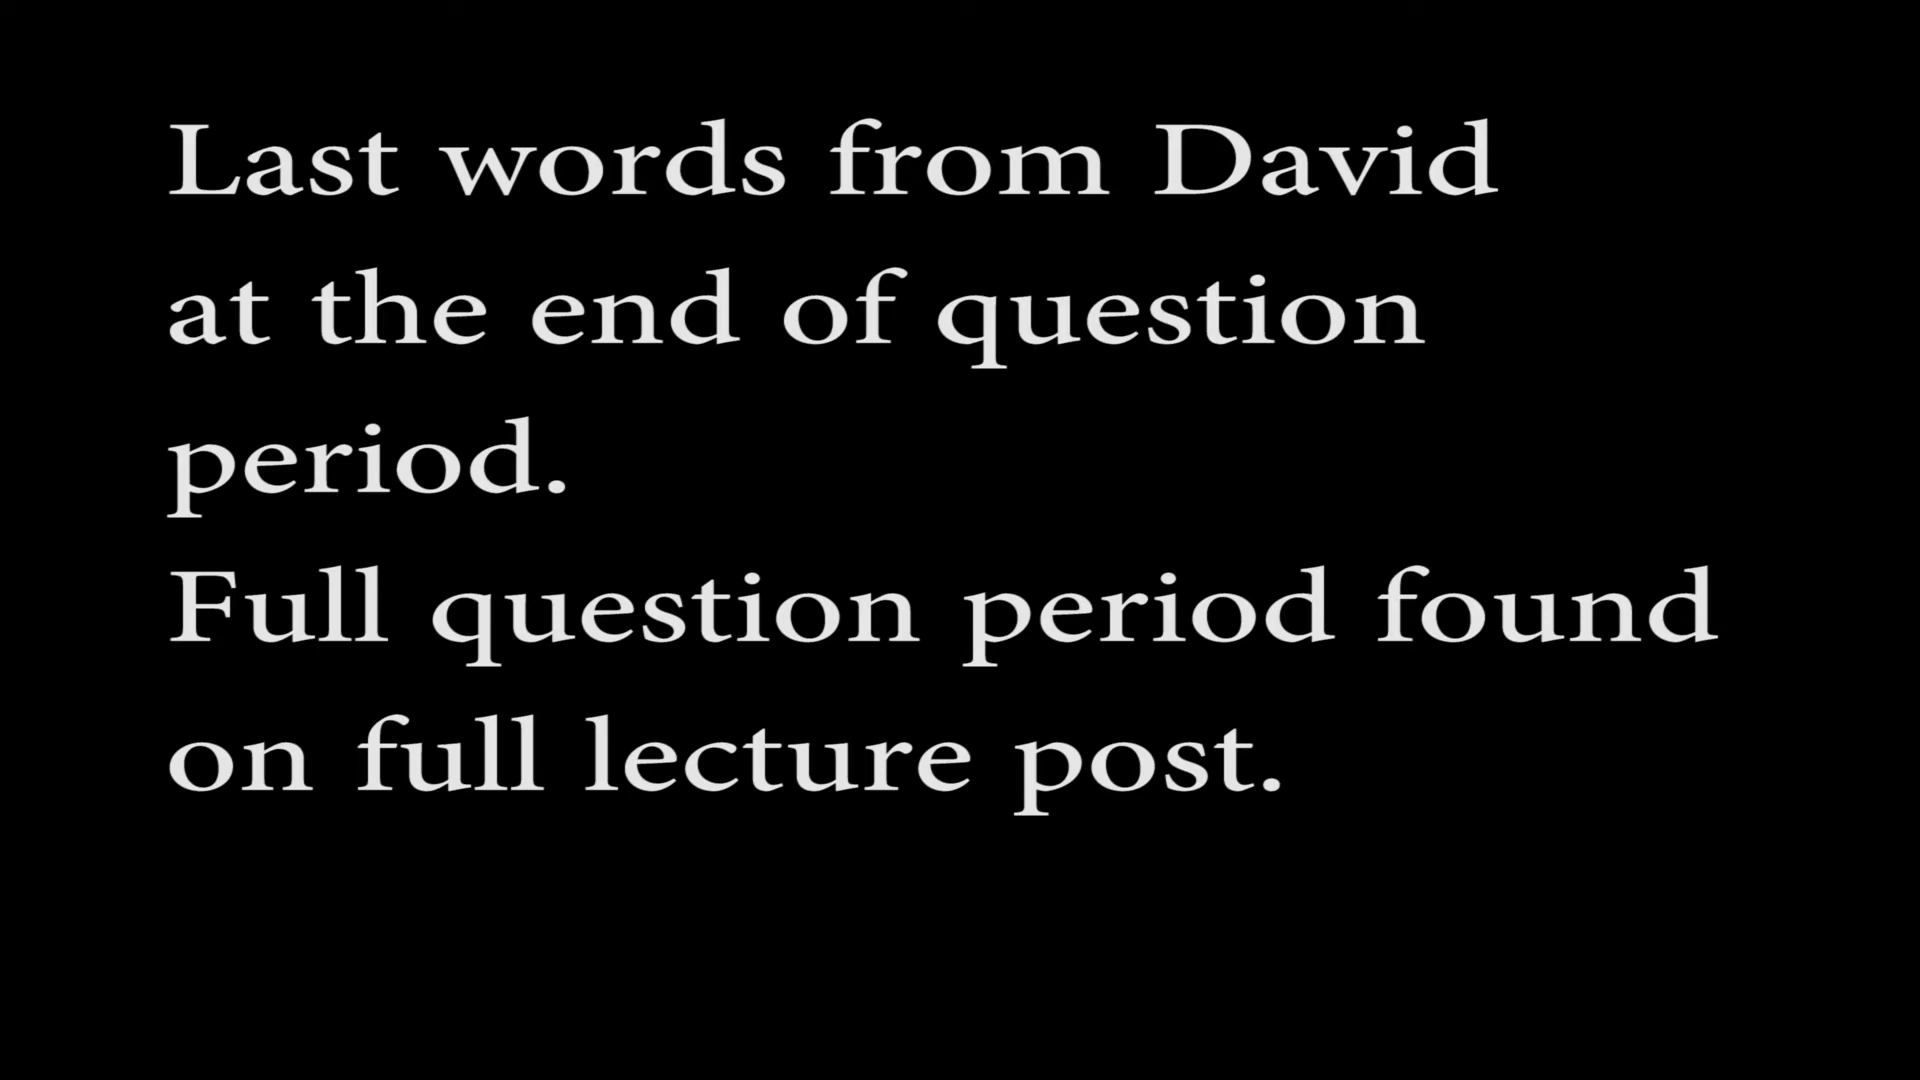 Last words from David
at the end of question
period.
Full question period found
on full lecture post.